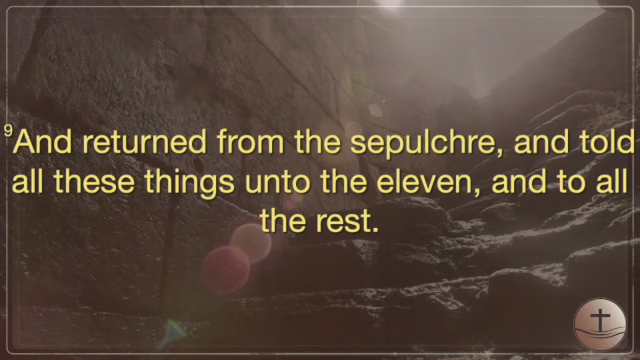 9And returned from the sepulchre, and told
all these things unto the eleven, and to all
the rest.